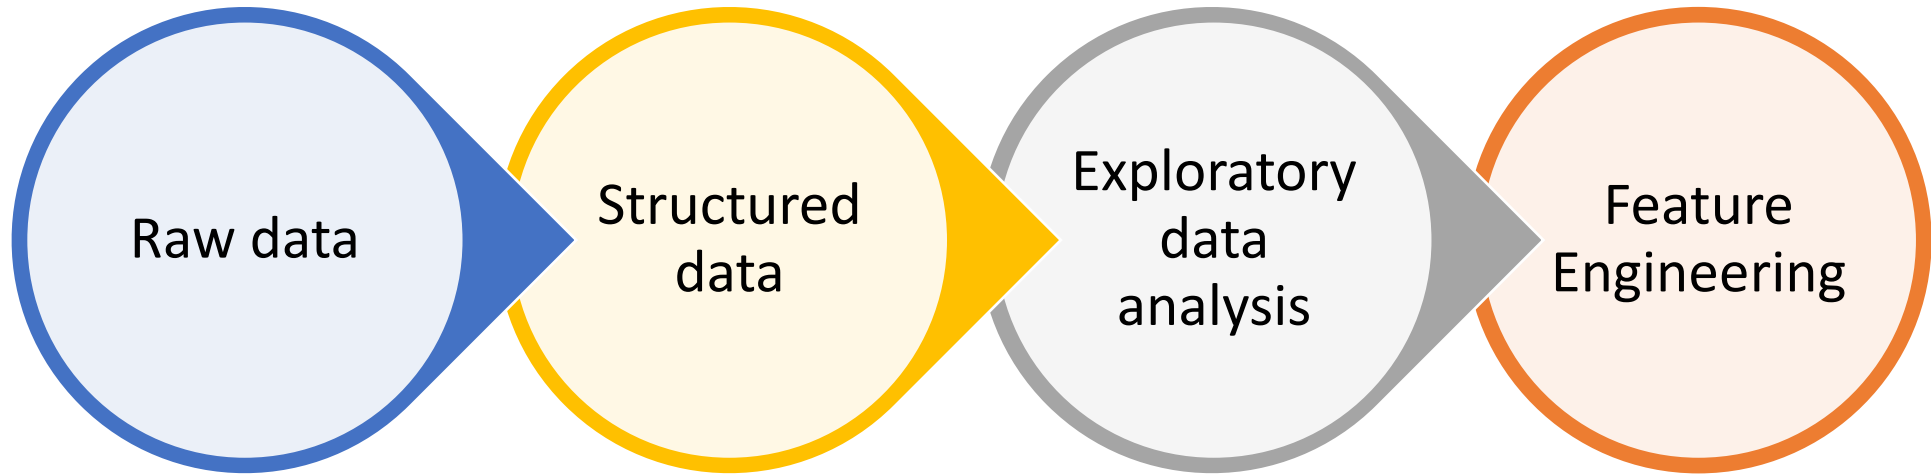 Raw data
Structured
data
Exploratory
data
analysis
Feature
Engineering